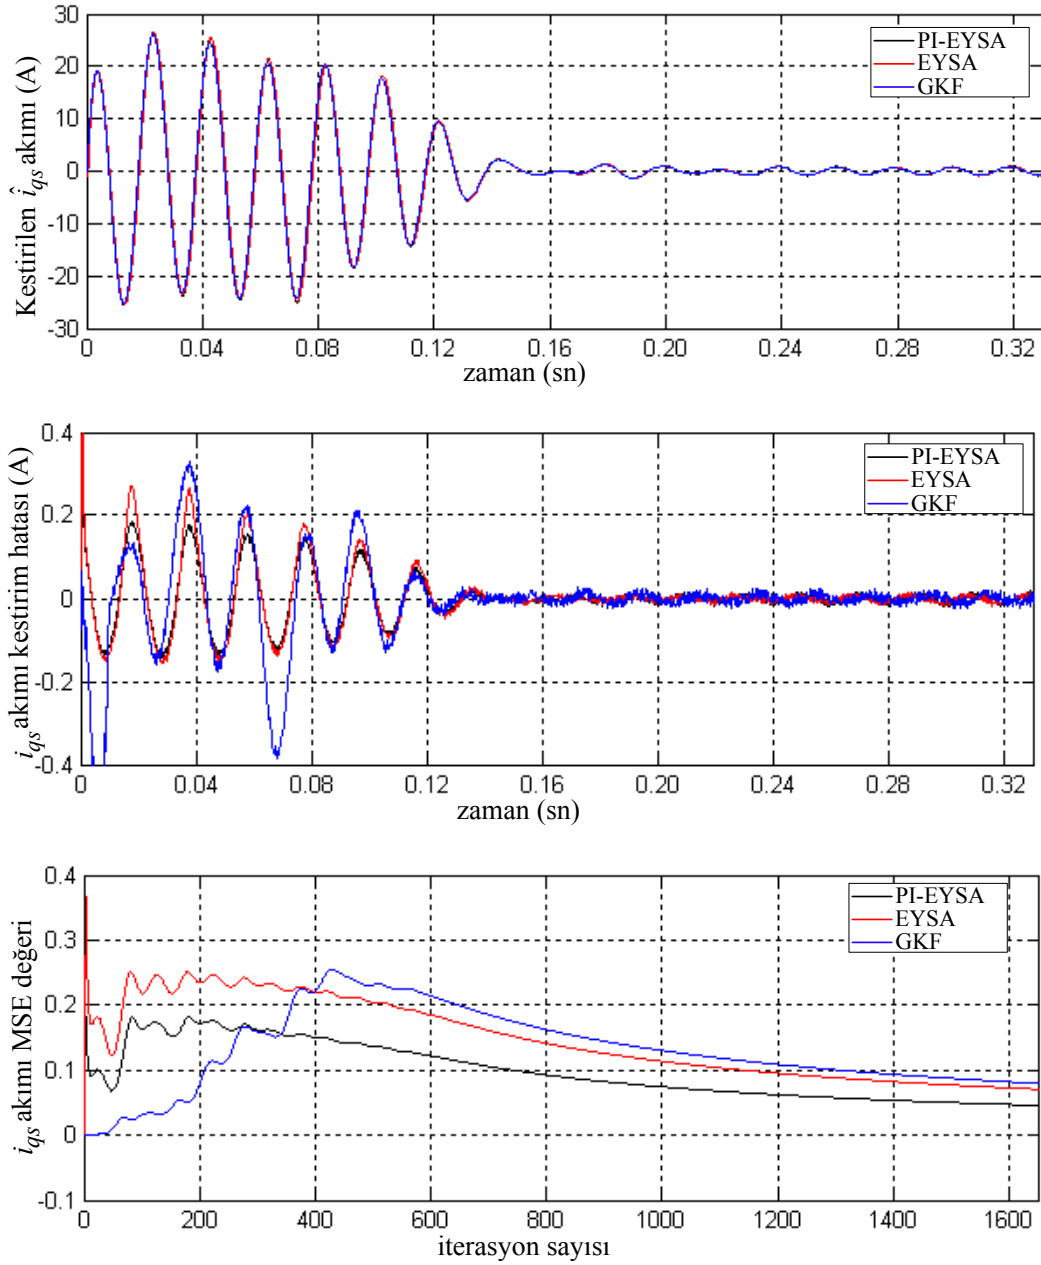 Kestirilen îqs akımı (A)
30
20
10
0
-10
-20
-30
0 0.04 0.08 0.12 0.16 0.20 0.24 0.28 0.32
zaman (sn)
PI-EYSA
EYSA
GKF
iqs akımı kestirim hatası (A)
0.4
0.2
0
-0.2
-0.4
0 0.04 0.08 0.12 0.16 0.20 0.24 0.28 0.32
zaman (sn)
PI-EYSA
EYSA
GKF
iqs akımı MSE değeri
0.4
0.3
0.2
0.1
0
-0.1
0 200 400 600 800 1000 1200 1400 1600
iterasyon sayısı
PI-EYSA
EYSA
GKF